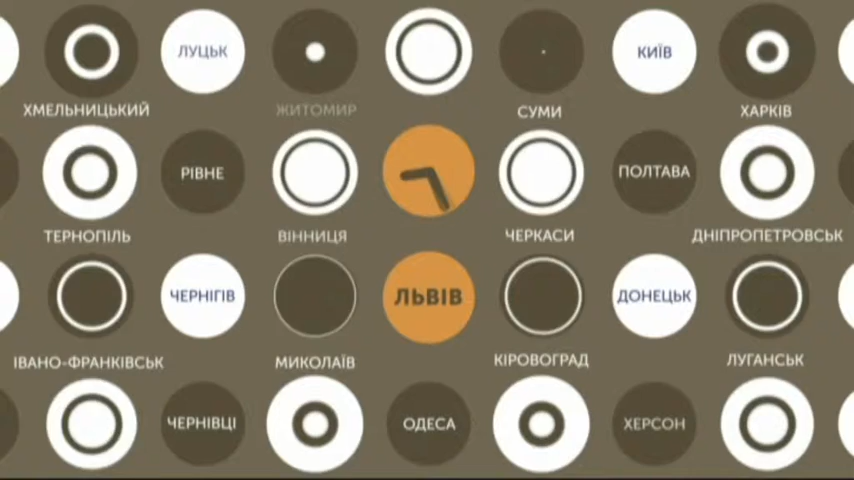 ЛУЦЬК
КИЇВ
ХМЕЛЬНИЦЬКИЙ
ЖИТОМИР
СУМИ
ХАРКІВ
РІВНЕ
ПОЛТАВА
ТЕРНОПІЛЬ
ВІННИЦЯ
ЧЕРКАСИ
ДНІПРОПЕТРОВСЬК
ЧЕРНІГІВ
ЛЬВІВ
ДОНЕЦЬК
ІВАНО-ФРАНКІВСЬК
МИКОЛАЇВ
КІРОВОГРАД
ЛУГАНСЬК
ЧЕРНІВЦІ
ОДЕСА
ХЕРСОН